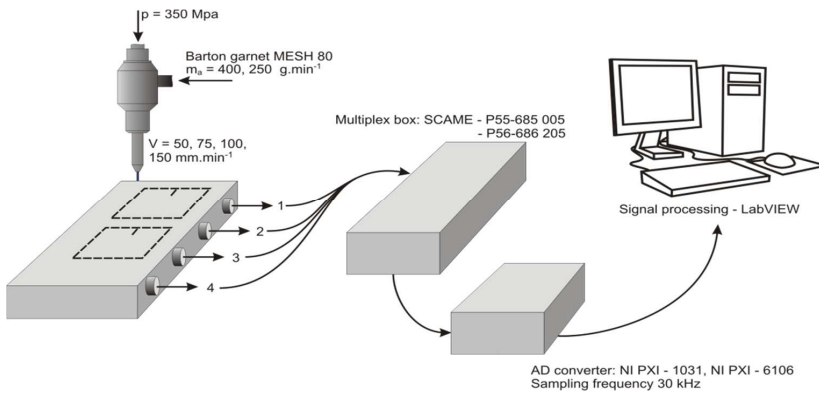 p = 350 Mpa
Barton garnet MESH 80
mₐ = 400, 250 g.min⁻¹
V = 50, 75, 100,
150 mm.min⁻¹
Multiplex box: SCAME - P55-685 005
- P56-686 205
1
2
3
4
Signal processing - LabVIEW
AD converter: NI PXI - 1031, NI PXI - 6106
Sampling frequency 30 kHz